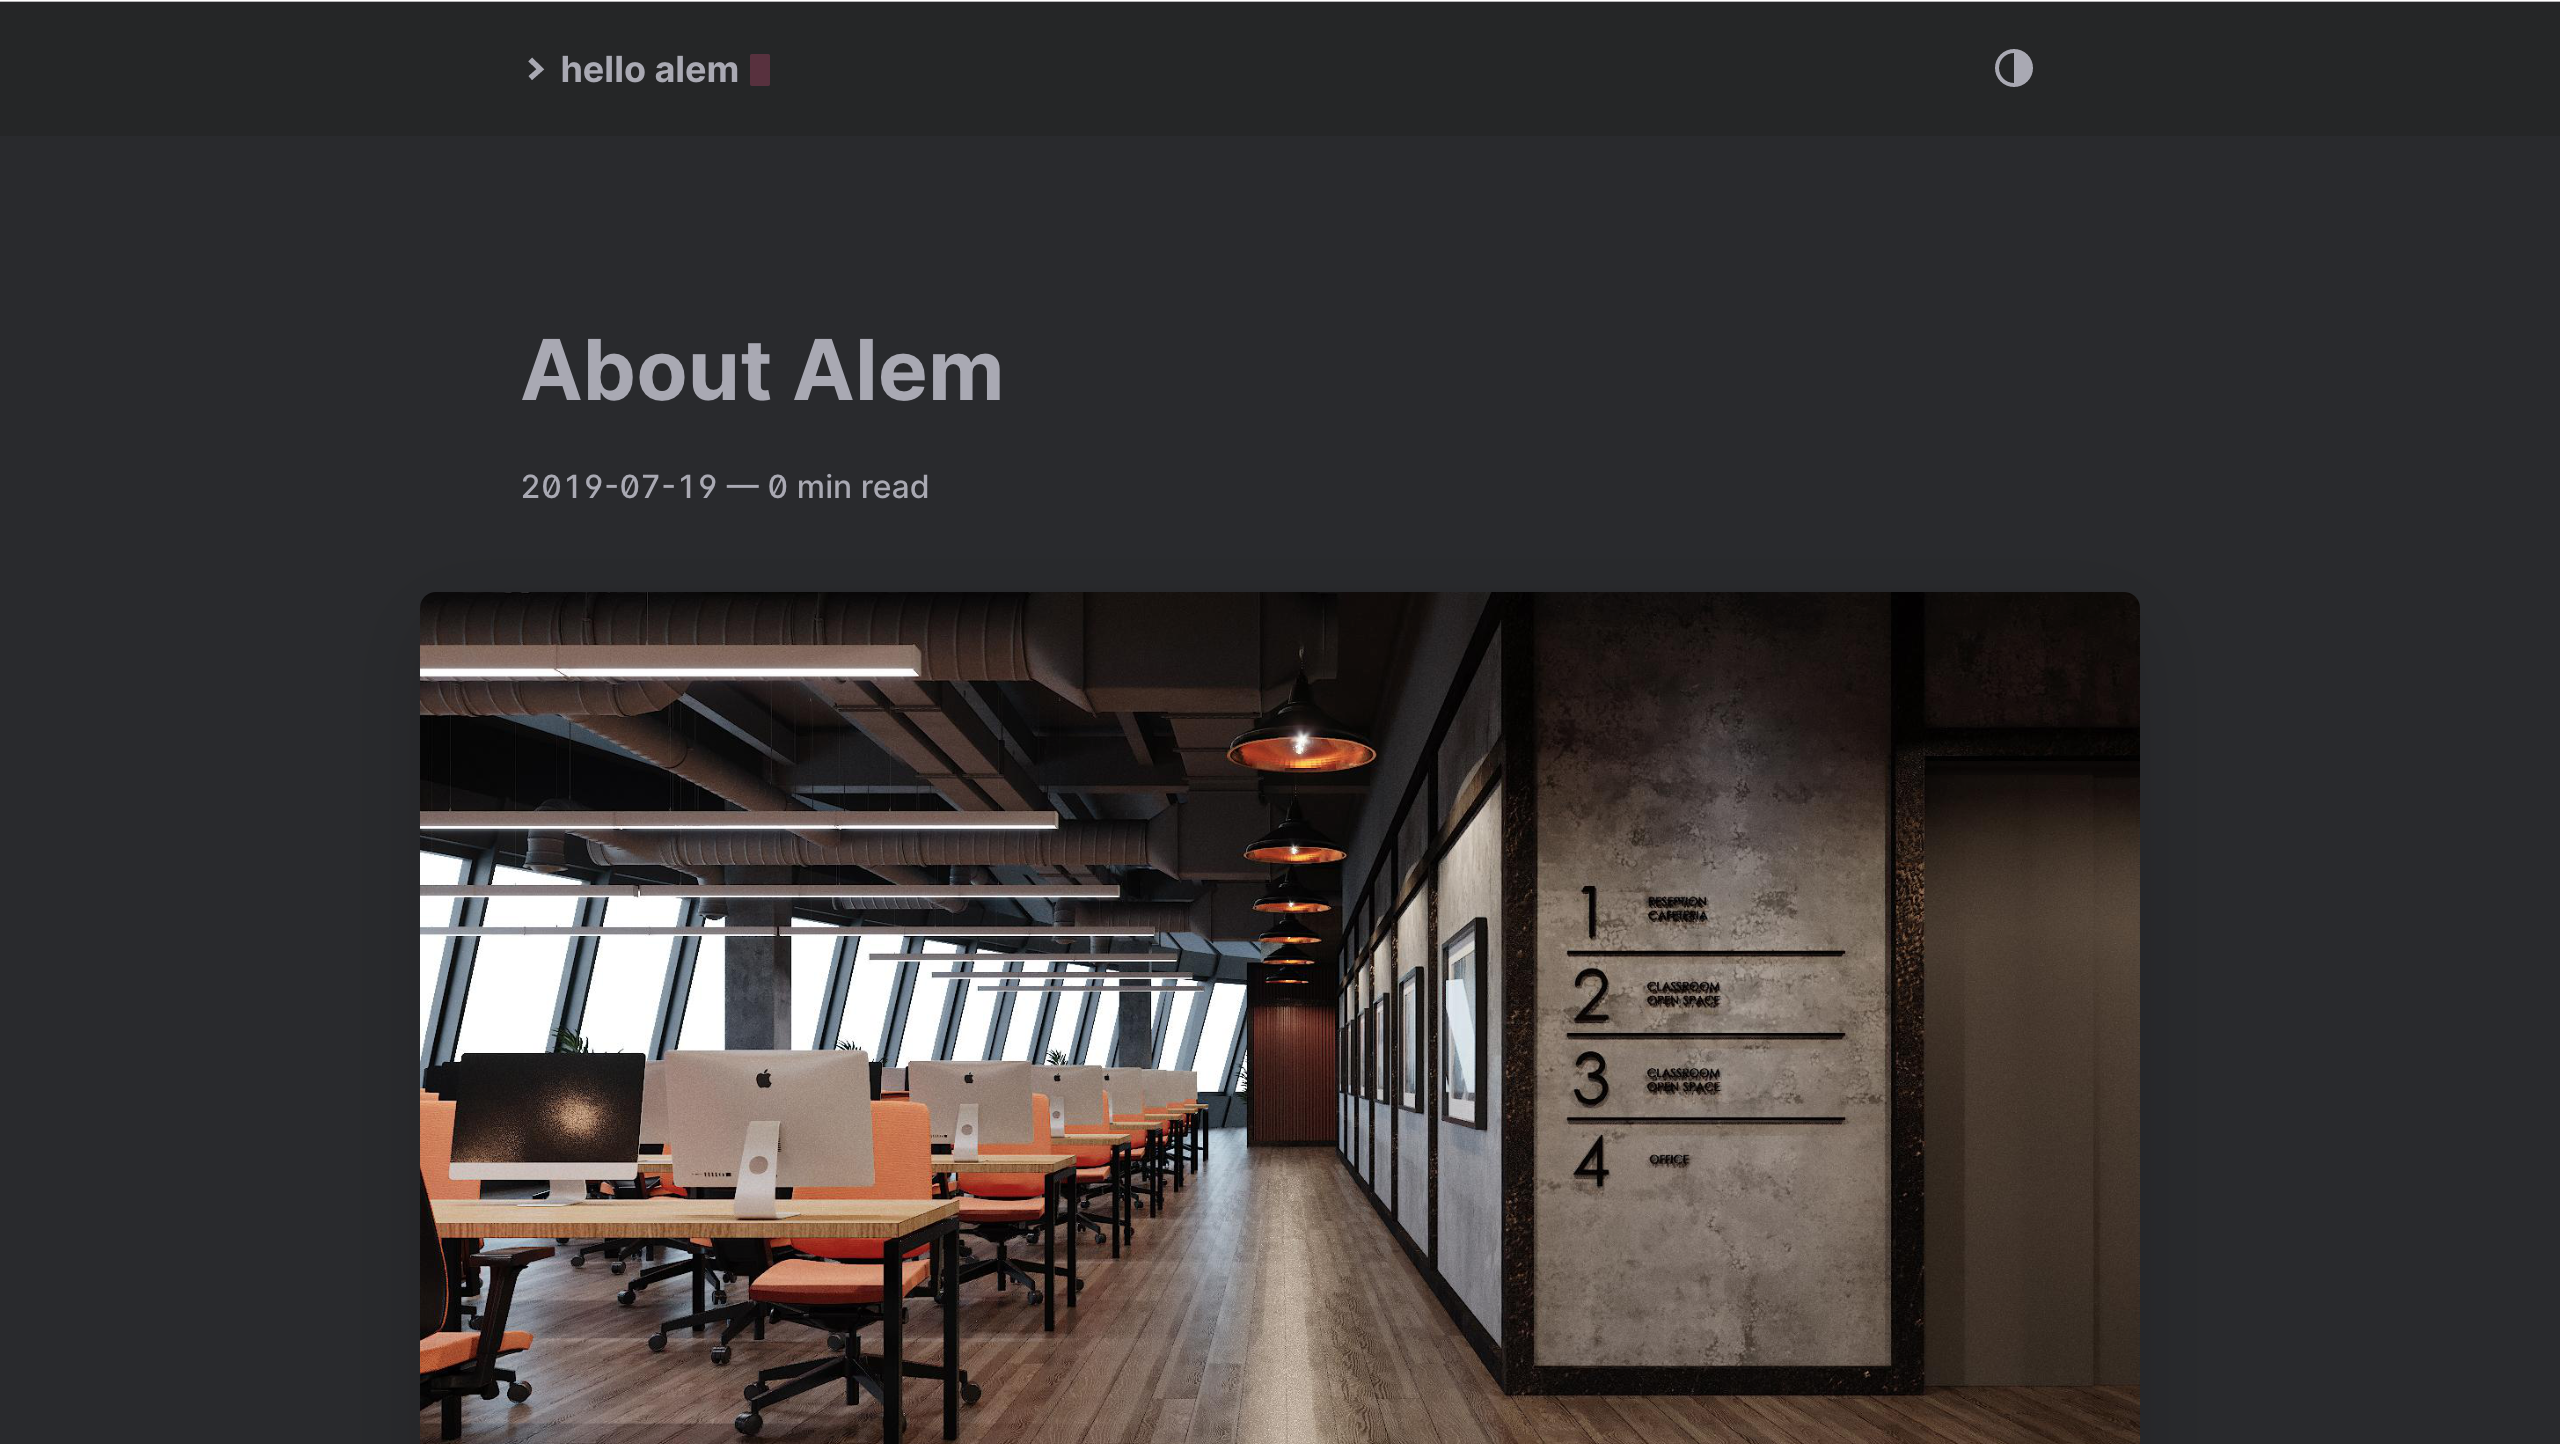 hello alem
About Alem
2019-07-19 — 0 min read
1
RESEPTION
CAFETERIA
2
CLASSROOM
OPEN SPACE
3
CLASSROOM
OPEN SPACE
4
OFFICE